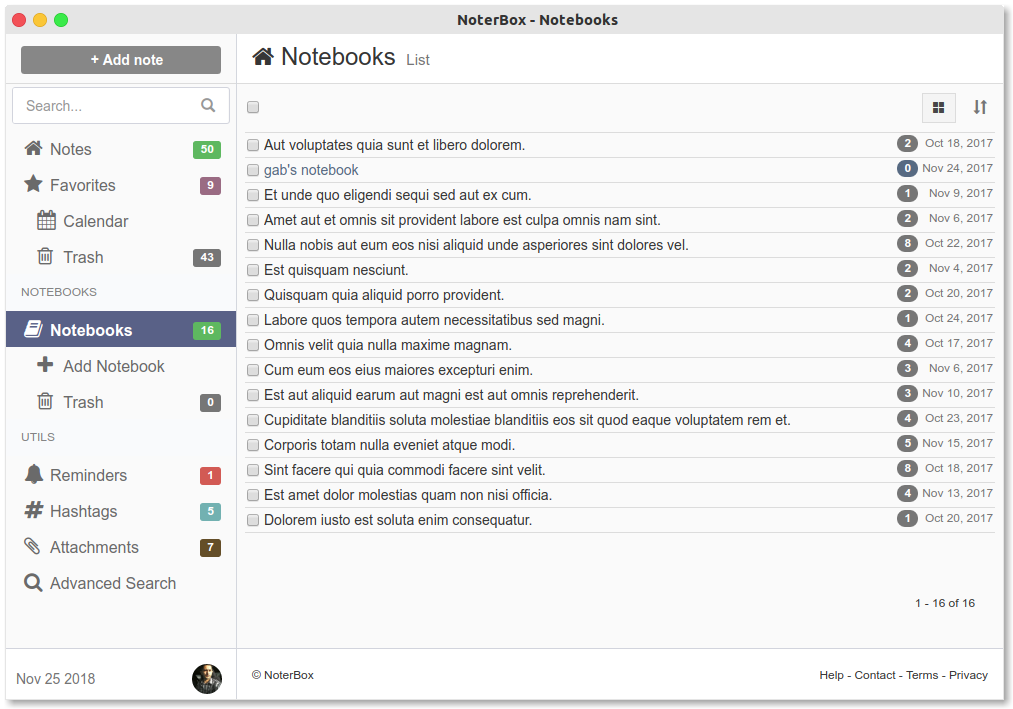 NoterBox - Notebooks
+ Add note
Search...
Notes 50
Favorites 9
Calendar
Trash 43
NOTEBOOKS
Notebooks 16
Add Notebook
Trash 0
UTILS
Reminders 1
Hashtags 5
Attachments 7
Advanced Search
Nov 25 2018
Notebooks List
Aut voluptates quia sunt et libero dolorem. 2 Oct 18, 2017
gab's notebook 0 Nov 24, 2017
Et unde quo eligendi sequi sed aut ex cum. 1 Nov 9, 2017
Amet aut et omnis sit provident labore est culpa omnis nam sint. 2 Nov 6, 2017
Nulla nobis aut eum eos nisi aliquid unde asperiores sint dolores vel. 8 Oct 22, 2017
Est quisquam nesciunt. 2 Nov 4, 2017
Quisquam quia aliquid porro provident. 2 Oct 20, 2017
Labore quos tempora autem necessitatibus sed magni. 1 Oct 24, 2017
Omnis velit quia nulla maxime magnam. 4 Oct 17, 2017
Cum eum eos eius maiores excepturi enim. 3 Nov 6, 2017
Est aut aliquid earum aut magni est aut omnis reprehenderit. 3 Nov 10, 2017
Cupiditate blanditiis soluta molestiae blanditiis eos sit quod eaque voluptatem rem et. 4 Oct 23, 2017
Corporis totam nulla eveniet atque modi. 5 Nov 15, 2017
Sint facere qui quia commodi facere sint velit. 8 Oct 18, 2017
Est amet dolor molestias quam non nisi officia. 4 Nov 13, 2017
Dolorem iusto est soluta enim consequatur. 1 Oct 20, 2017
1 - 16 of 16
© NoterBox
Help - Contact - Terms - Privacy